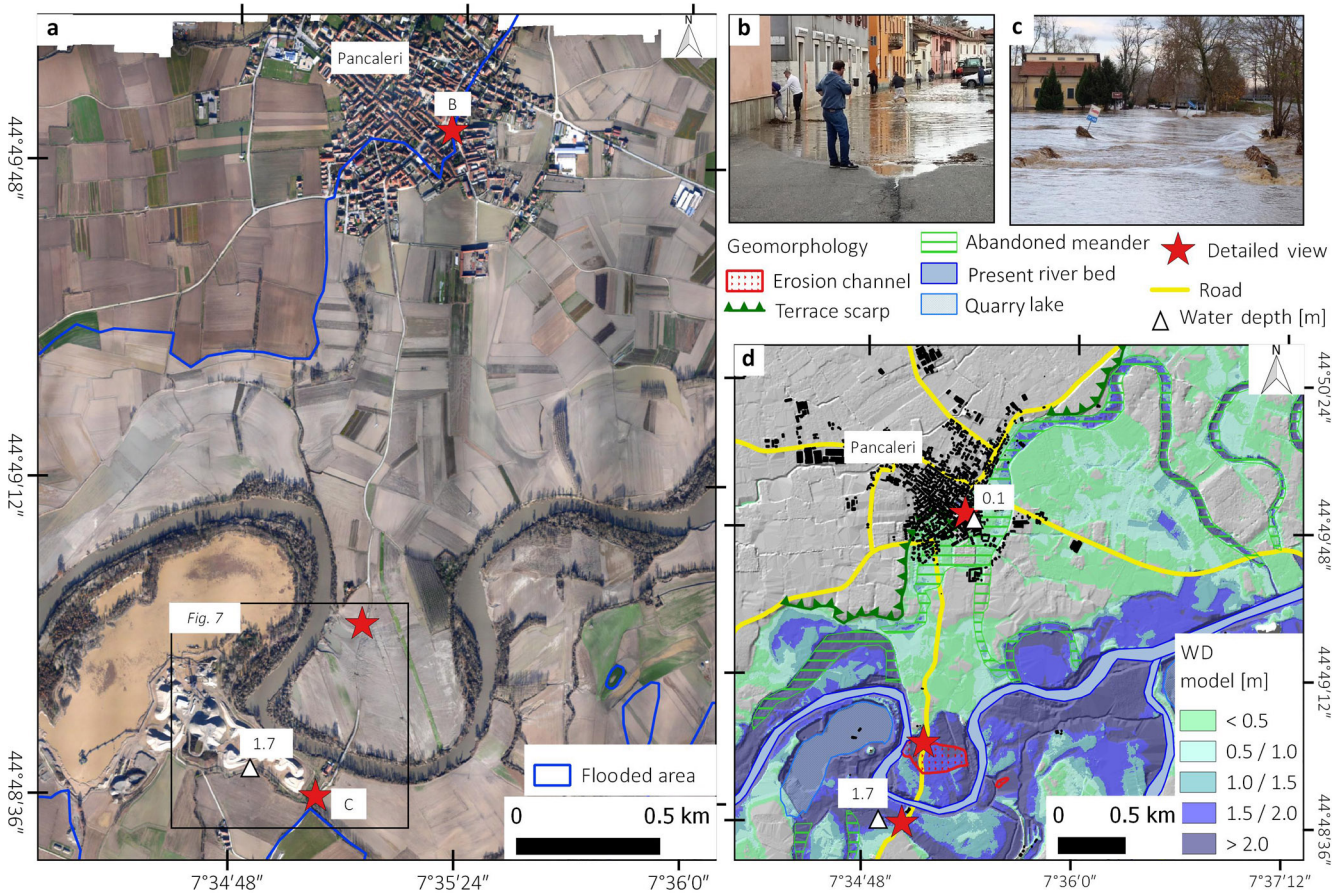 a
N
Pancaleri
B
44°49'48"
44°49'12"
44°48'36"
Fig. 7
1.7
C
Flooded area
0
0.5 km
7°34'48"
7°35'24"
7°36'0"
b
c
Geomorphology
Erosion channel
Terrace scarp
Abandoned meander
Present river bed
Quarry lake
Detailed view
Road
Water depth [m]
d
N
Pancaleri
0.1
1.7
WD
model [m]
< 0.5
0.5 / 1.0
1.0 / 1.5
1.5 / 2.0
> 2.0
0
0.5 km
44°50'24"
44°49'48"
44°49'12"
44°48'36"
7°34'48"
7°36'0"
7°37'12"